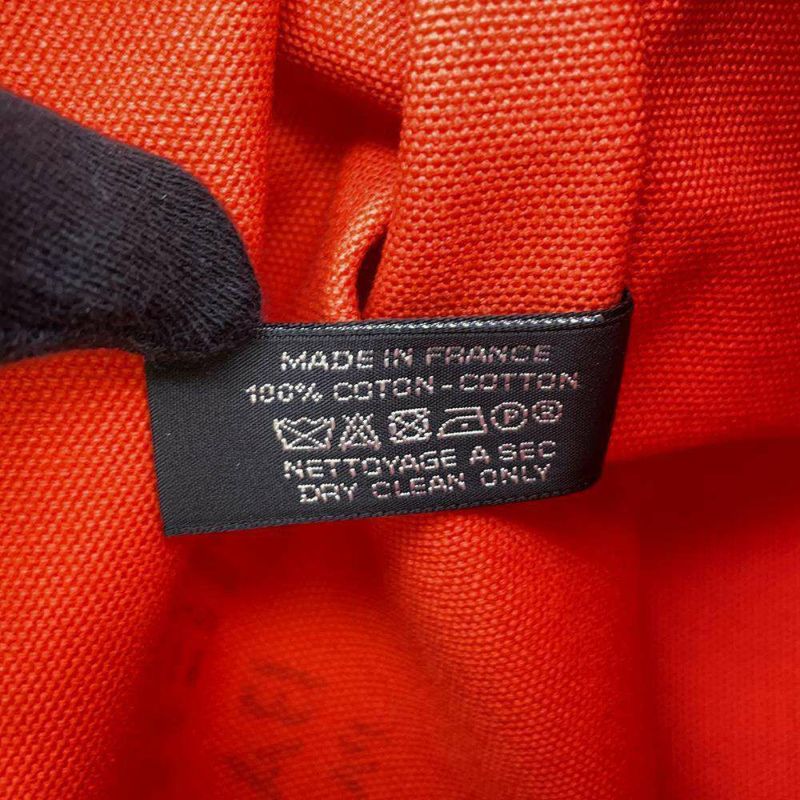 MADE IN FRANCE
100% COTON-COTTON
P ®
NETTOYAGE A SEC
DRY CLEAN ONLY